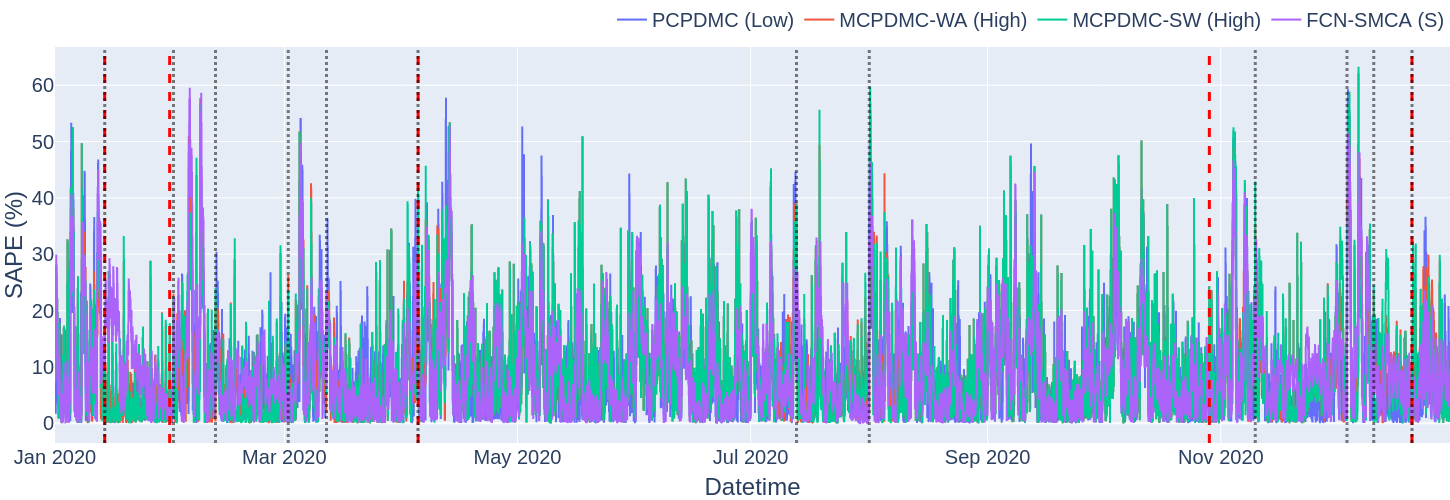 PCPDMC (Low) MCPDMC-WA (High) MCPDMC-SW (High) FCN-SMCA (S)
SAPE (%)
60
50
40
30
20
10
0
Jan 2020 Mar 2020 May 2020 Jul 2020 Sep 2020 Nov 2020
Datetime